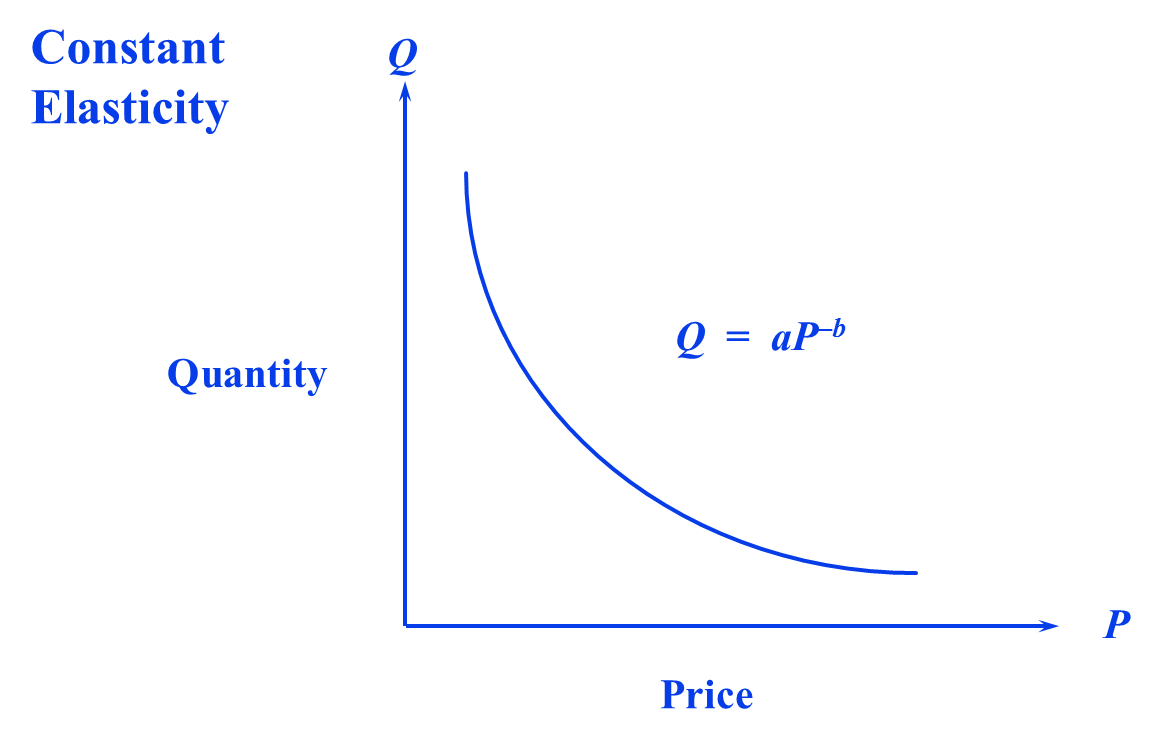 Constant
Elasticity
Q
Q = aP⁻ᵇ
Quantity
P
Price